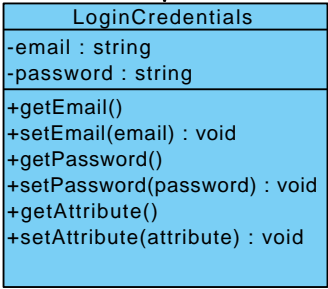 LoginCredentials
-email : string
-password : string
+getEmail()
+setEmail(email) : void
+getPassword()
+setPassword(password) : void
+getAttribute()
+setAttribute(attribute) : void